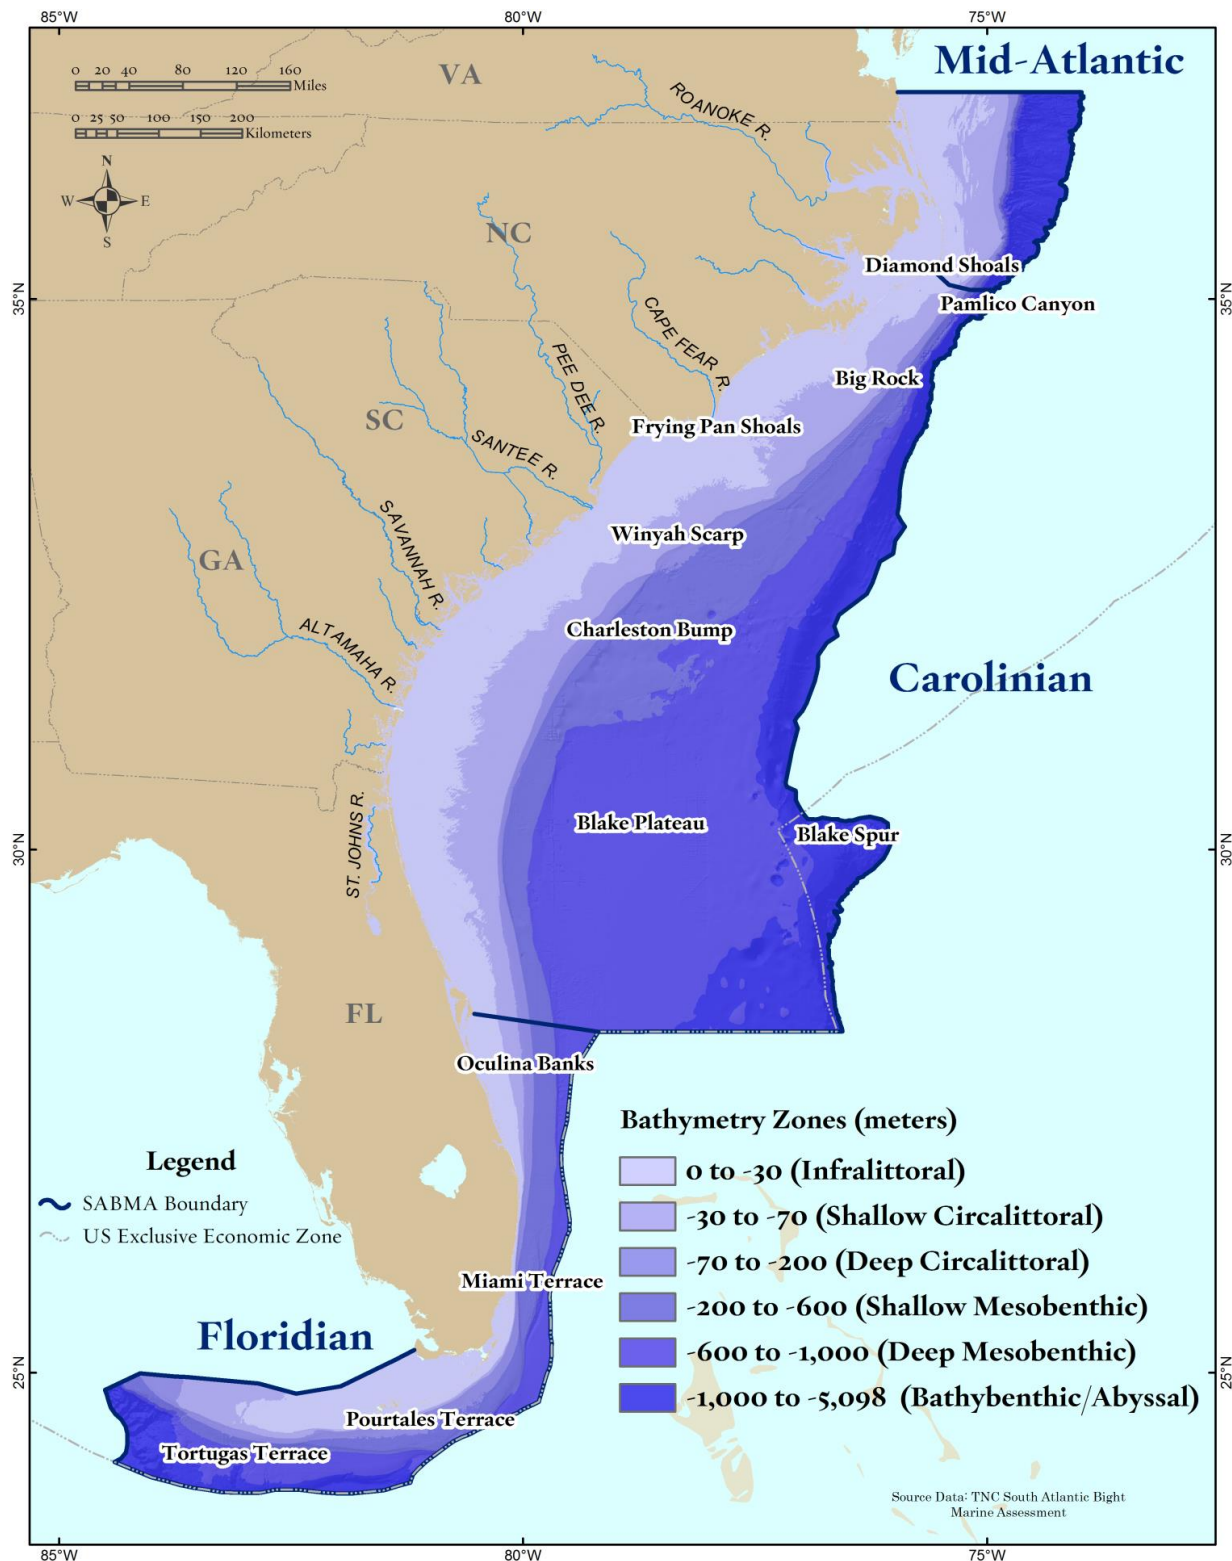 85°W 80°W 75°W
Mid-Atlantic
VA
0 20 40 80 120 160
Miles
0 25 50 100 150 200
Kilometers
ROANOKE R.
N
W E
S
NC
Diamond Shoals
35°N 35°N
Pamlico Canyon
CAPE FEAR R.
PEE DEE R.
Big Rock
SC
Frying Pan Shoals
SANTEE R.
Winyah Scarp
SAVANNAH R.
GA
Charleston Bump
ALTAMAHA R.
Carolinian
Blake Plateau
Blake Spur
ST. JOHNS R.
30°N 30°N
FL
Oculina Banks
Bathymetry Zones (meters)
0 to -30 (Infralittoral)
-30 to -70 (Shallow Circalittoral)
-70 to -200 (Deep Circalittoral)
-200 to -600 (Shallow Mesobenthic)
-600 to -1,000 (Deep Mesobenthic)
-1,000 to -5,098 (Bathybenthic/Abyssal)
Legend
SABMA Boundary
US Exclusive Economic Zone
Miami Terrace
Floridian
25°N 25°N
Pourtales Terrace
Tortugas Terrace
Source Data: TNC South Atlantic Bight
Marine Assessment
85°W 80°W 75°W